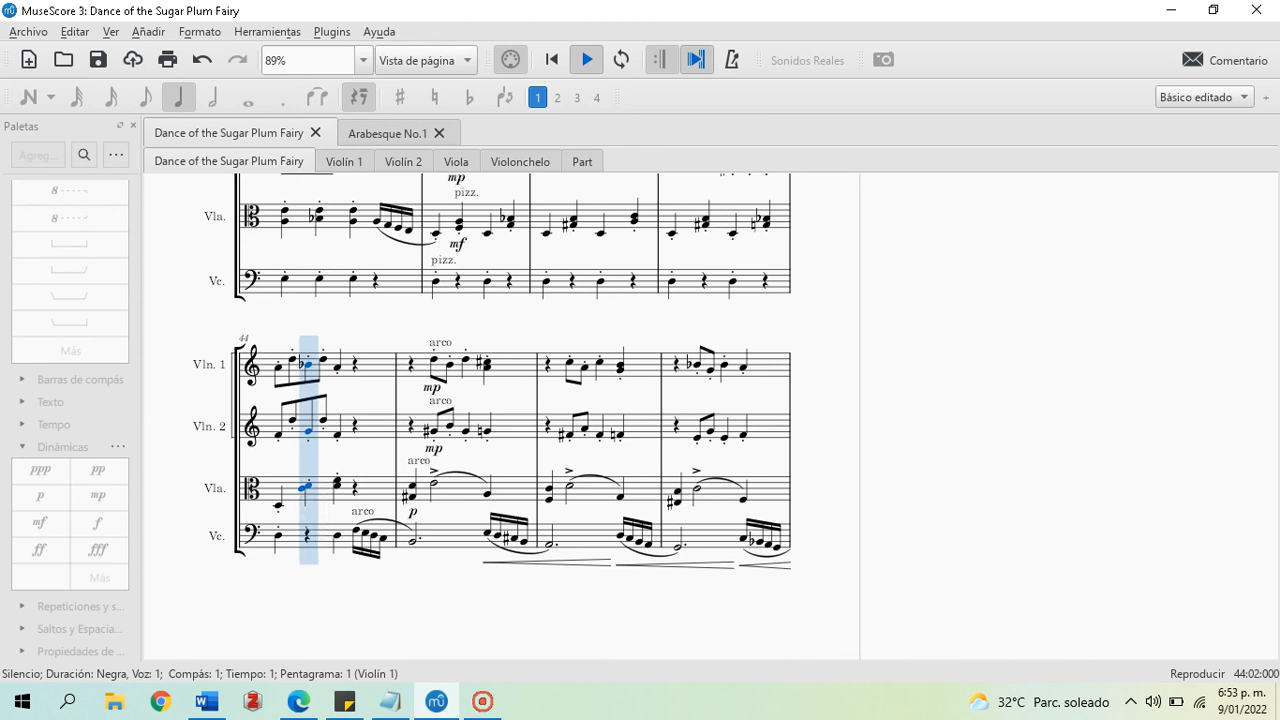 MuseScore 3: Dance of the Sugar Plum Fairy
Archivo Editar Ver Añadir Formato Herramientas Plugins Ayuda
89% Vista de página Sonidos Reales Comentario
1 2 3 4 Básico editado
Paletas
Dance of the Sugar Plum Fairy Arabesque No.1
Agreg...
Dance of the Sugar Plum Fairy Violín 1 Violín 2 Viola Violonchelo Part
mp
pizz.
Vla.
mf
pizz.
Vc.
44
arco
Vln. 1
mp
arco
Vln. 2
mp
arco
Vla.
p
arco
Vc.
8
8
Más
Barras de compás
Texto
Tempo
Dinámicas
ppp pp
p mp
mf f
ff fff
Más
Repeticiones y s...
Saltos y Espacia...
Propiedades de ...
Silencio; Duración: Negra, Voz: 1; Compás: 1; Tiempo: 1; Pentagrama: 1 (Violín 1) Reproducir 44:02:000
32°C Parc. soleado 6:53 p. m.
9/01/2022